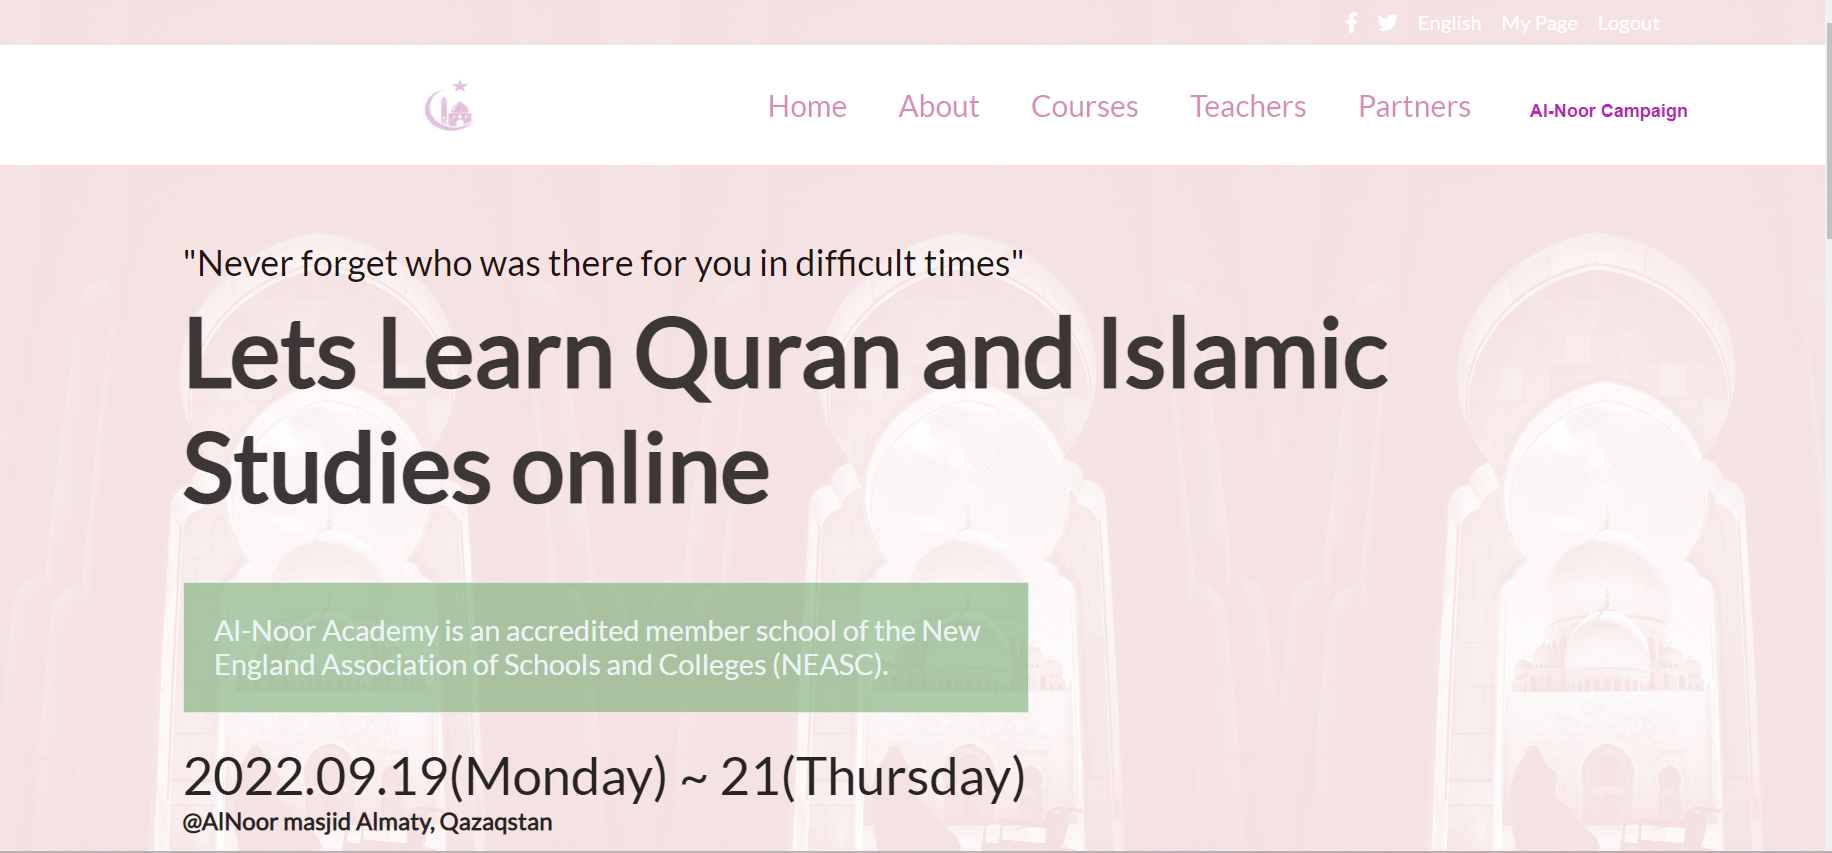 English My Page Logout
Home About Courses Teachers Partners Al-Noor Campaign
"Never forget who was there for you in difficult times"
Lets Learn Quran and Islamic
Studies online
Al-Noor Academy is an accredited member school of the New
England Association of Schools and Colleges (NEASC).
2022.09.19(Monday) ~ 21(Thursday)
@AlNoor masjid Almaty, Qazaqstan